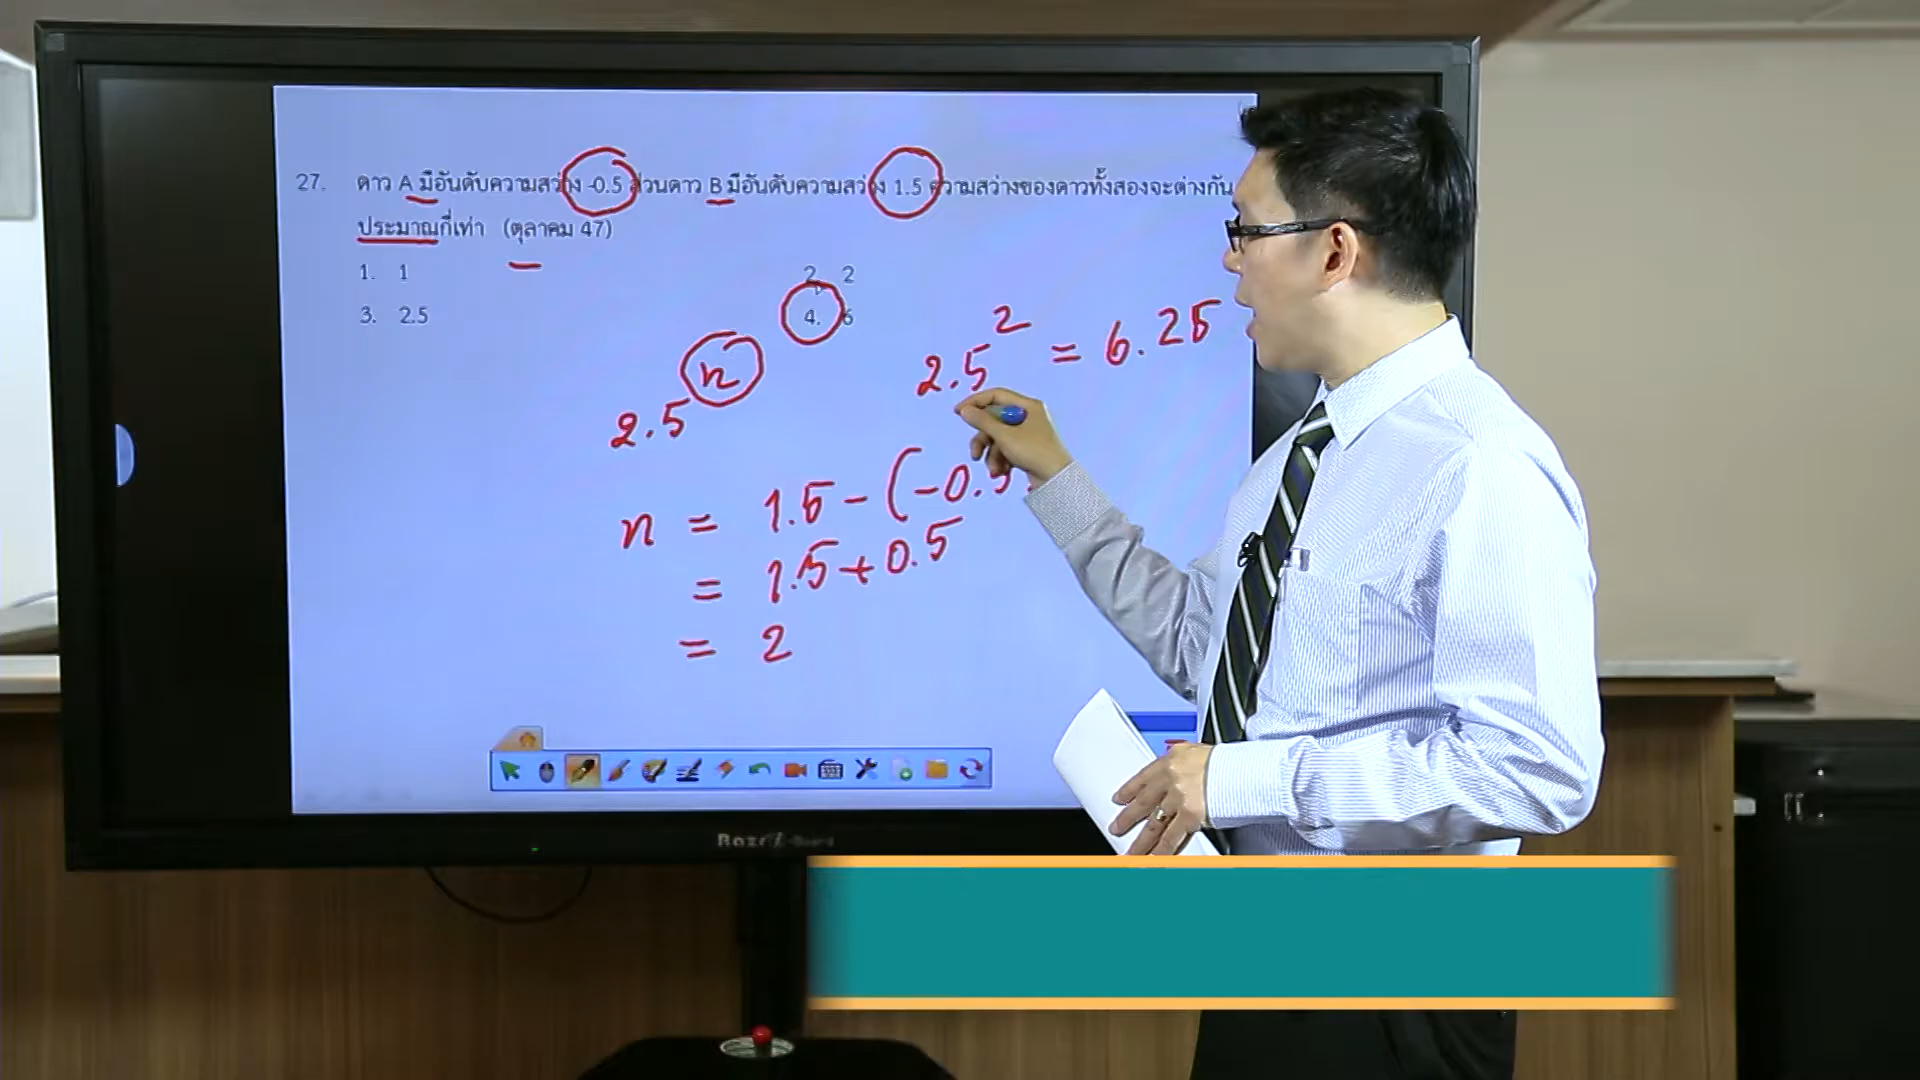 27. ดาว A มีอันดับความสว่าง -0.5 ส่วนดาว B มีอันดับความสว่าง 1.5 ความสว่างของดาวทั้งสองจะต่างกัน
ประมาณกี่เท่า (ตุลาคม 47)
1. 1
2. 2
3. 2.5
4. 6
2.5ⁿ
2.5² = 6.25
n = 1.5 - (-0.5)
= 1.5 + 0.5
= 2